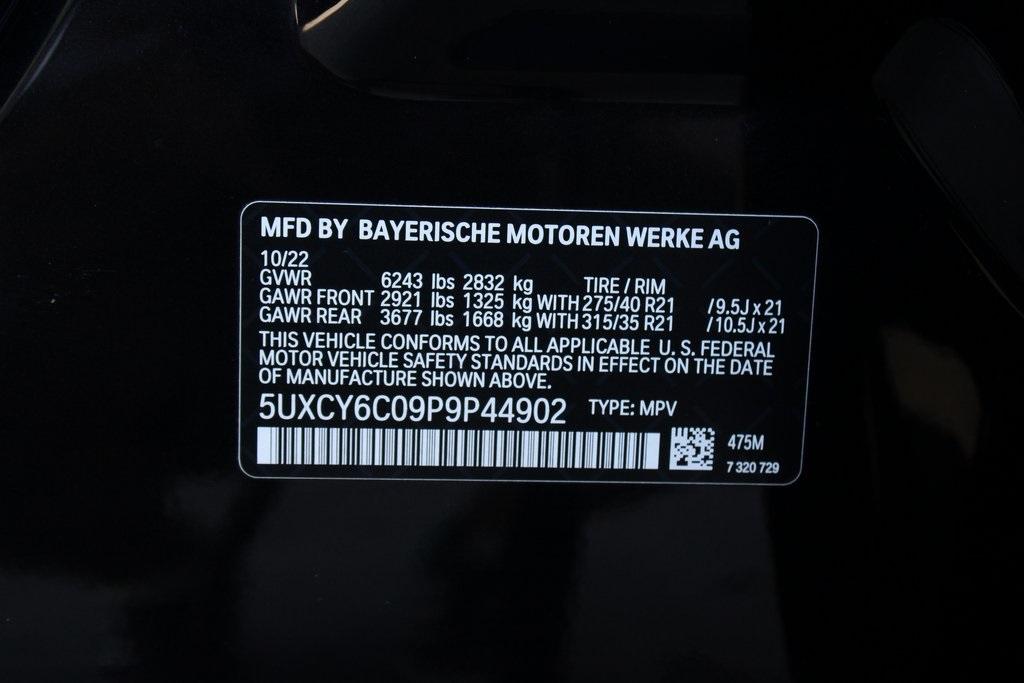 MFD BY BAYERISCHE MOTOREN WERKE AG
10/22
GVWR 6243 lbs 2832 kg TIRE / RIM
GAWR FRONT 2921 lbs 1325 kg WITH 275/40 R21 / 9.5J x 21
GAWR REAR 3677 lbs 1668 kg WITH 315/35 R21 / 10.5J x 21
THIS VEHICLE CONFORMS TO ALL APPLICABLE U. S. FEDERAL
MOTOR VEHICLE SAFETY STANDARDS IN EFFECT ON THE DATE
OF MANUFACTURE SHOWN ABOVE.
5UXCY6C09P9P44902 TYPE: MPV
475M
7 320 729